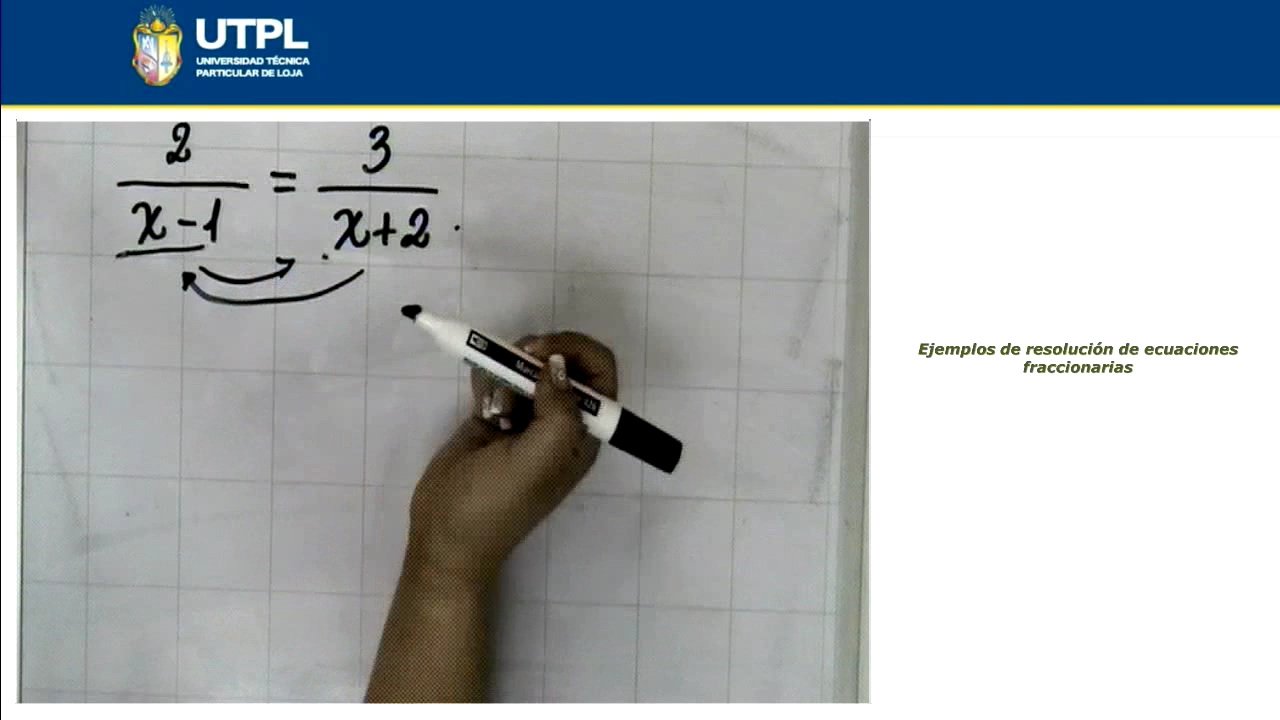 UTPL
UNIVERSIDAD TÉCNICA
PARTICULAR DE LOJA
2 3
= 
x-1 x+2
Ejemplos de resolución de ecuaciones
fraccionarias